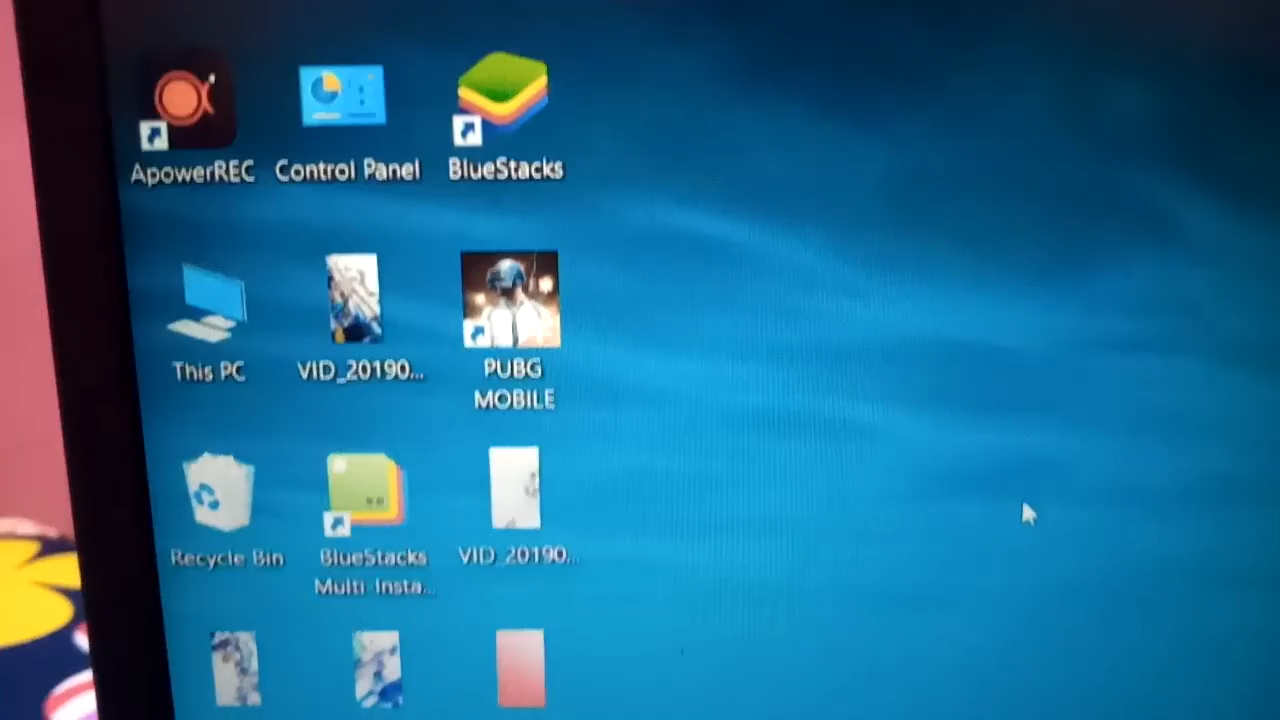 ApowerREC
Control Panel
BlueStacks
This PC
VID_20190...
PUBG
MOBILE
Recycle Bin
BlueStacks
Multi-Insta...
VID_20190...